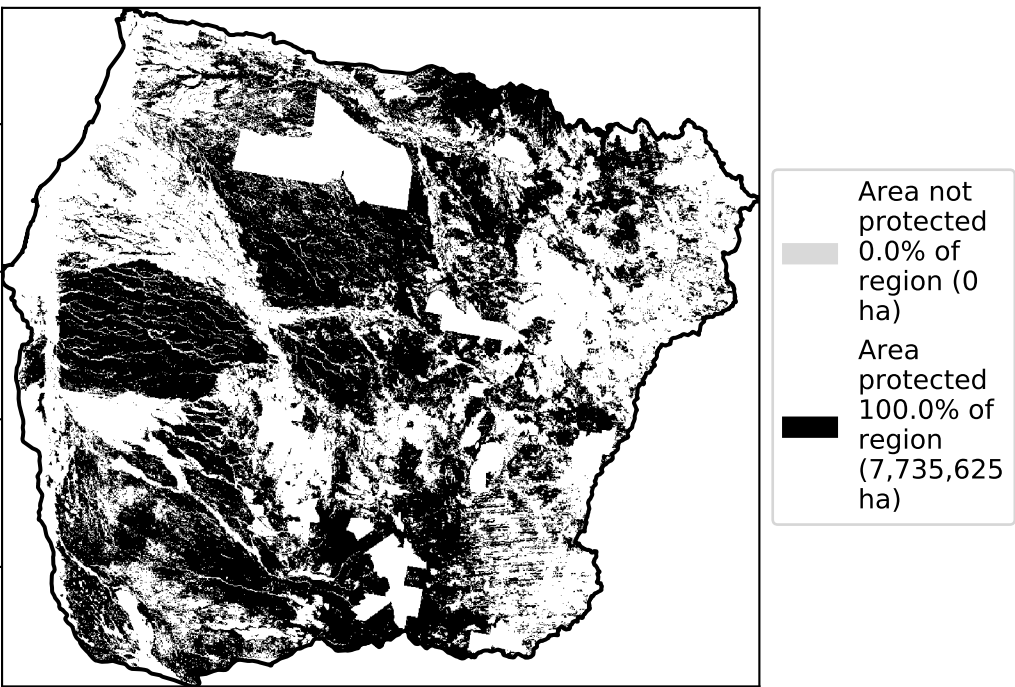 Area not
protected
0.0% of
region (0
ha)
Area
protected
100.0% of
region
(7,735,625
ha)